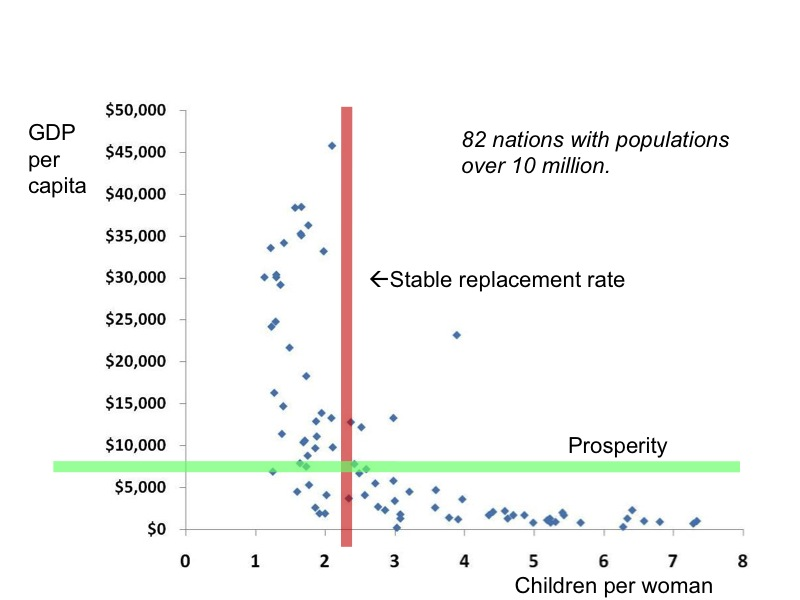 $50,000
GDP
per
capita
82 nations with populations
over 10 million.
$45,000
$40,000
$35,000
←Stable replacement rate
$30,000
$25,000
$20,000
$15,000
Prosperity
$10,000
$5,000
$0
0 1 2 3 4 5 6 7 8
Children per woman